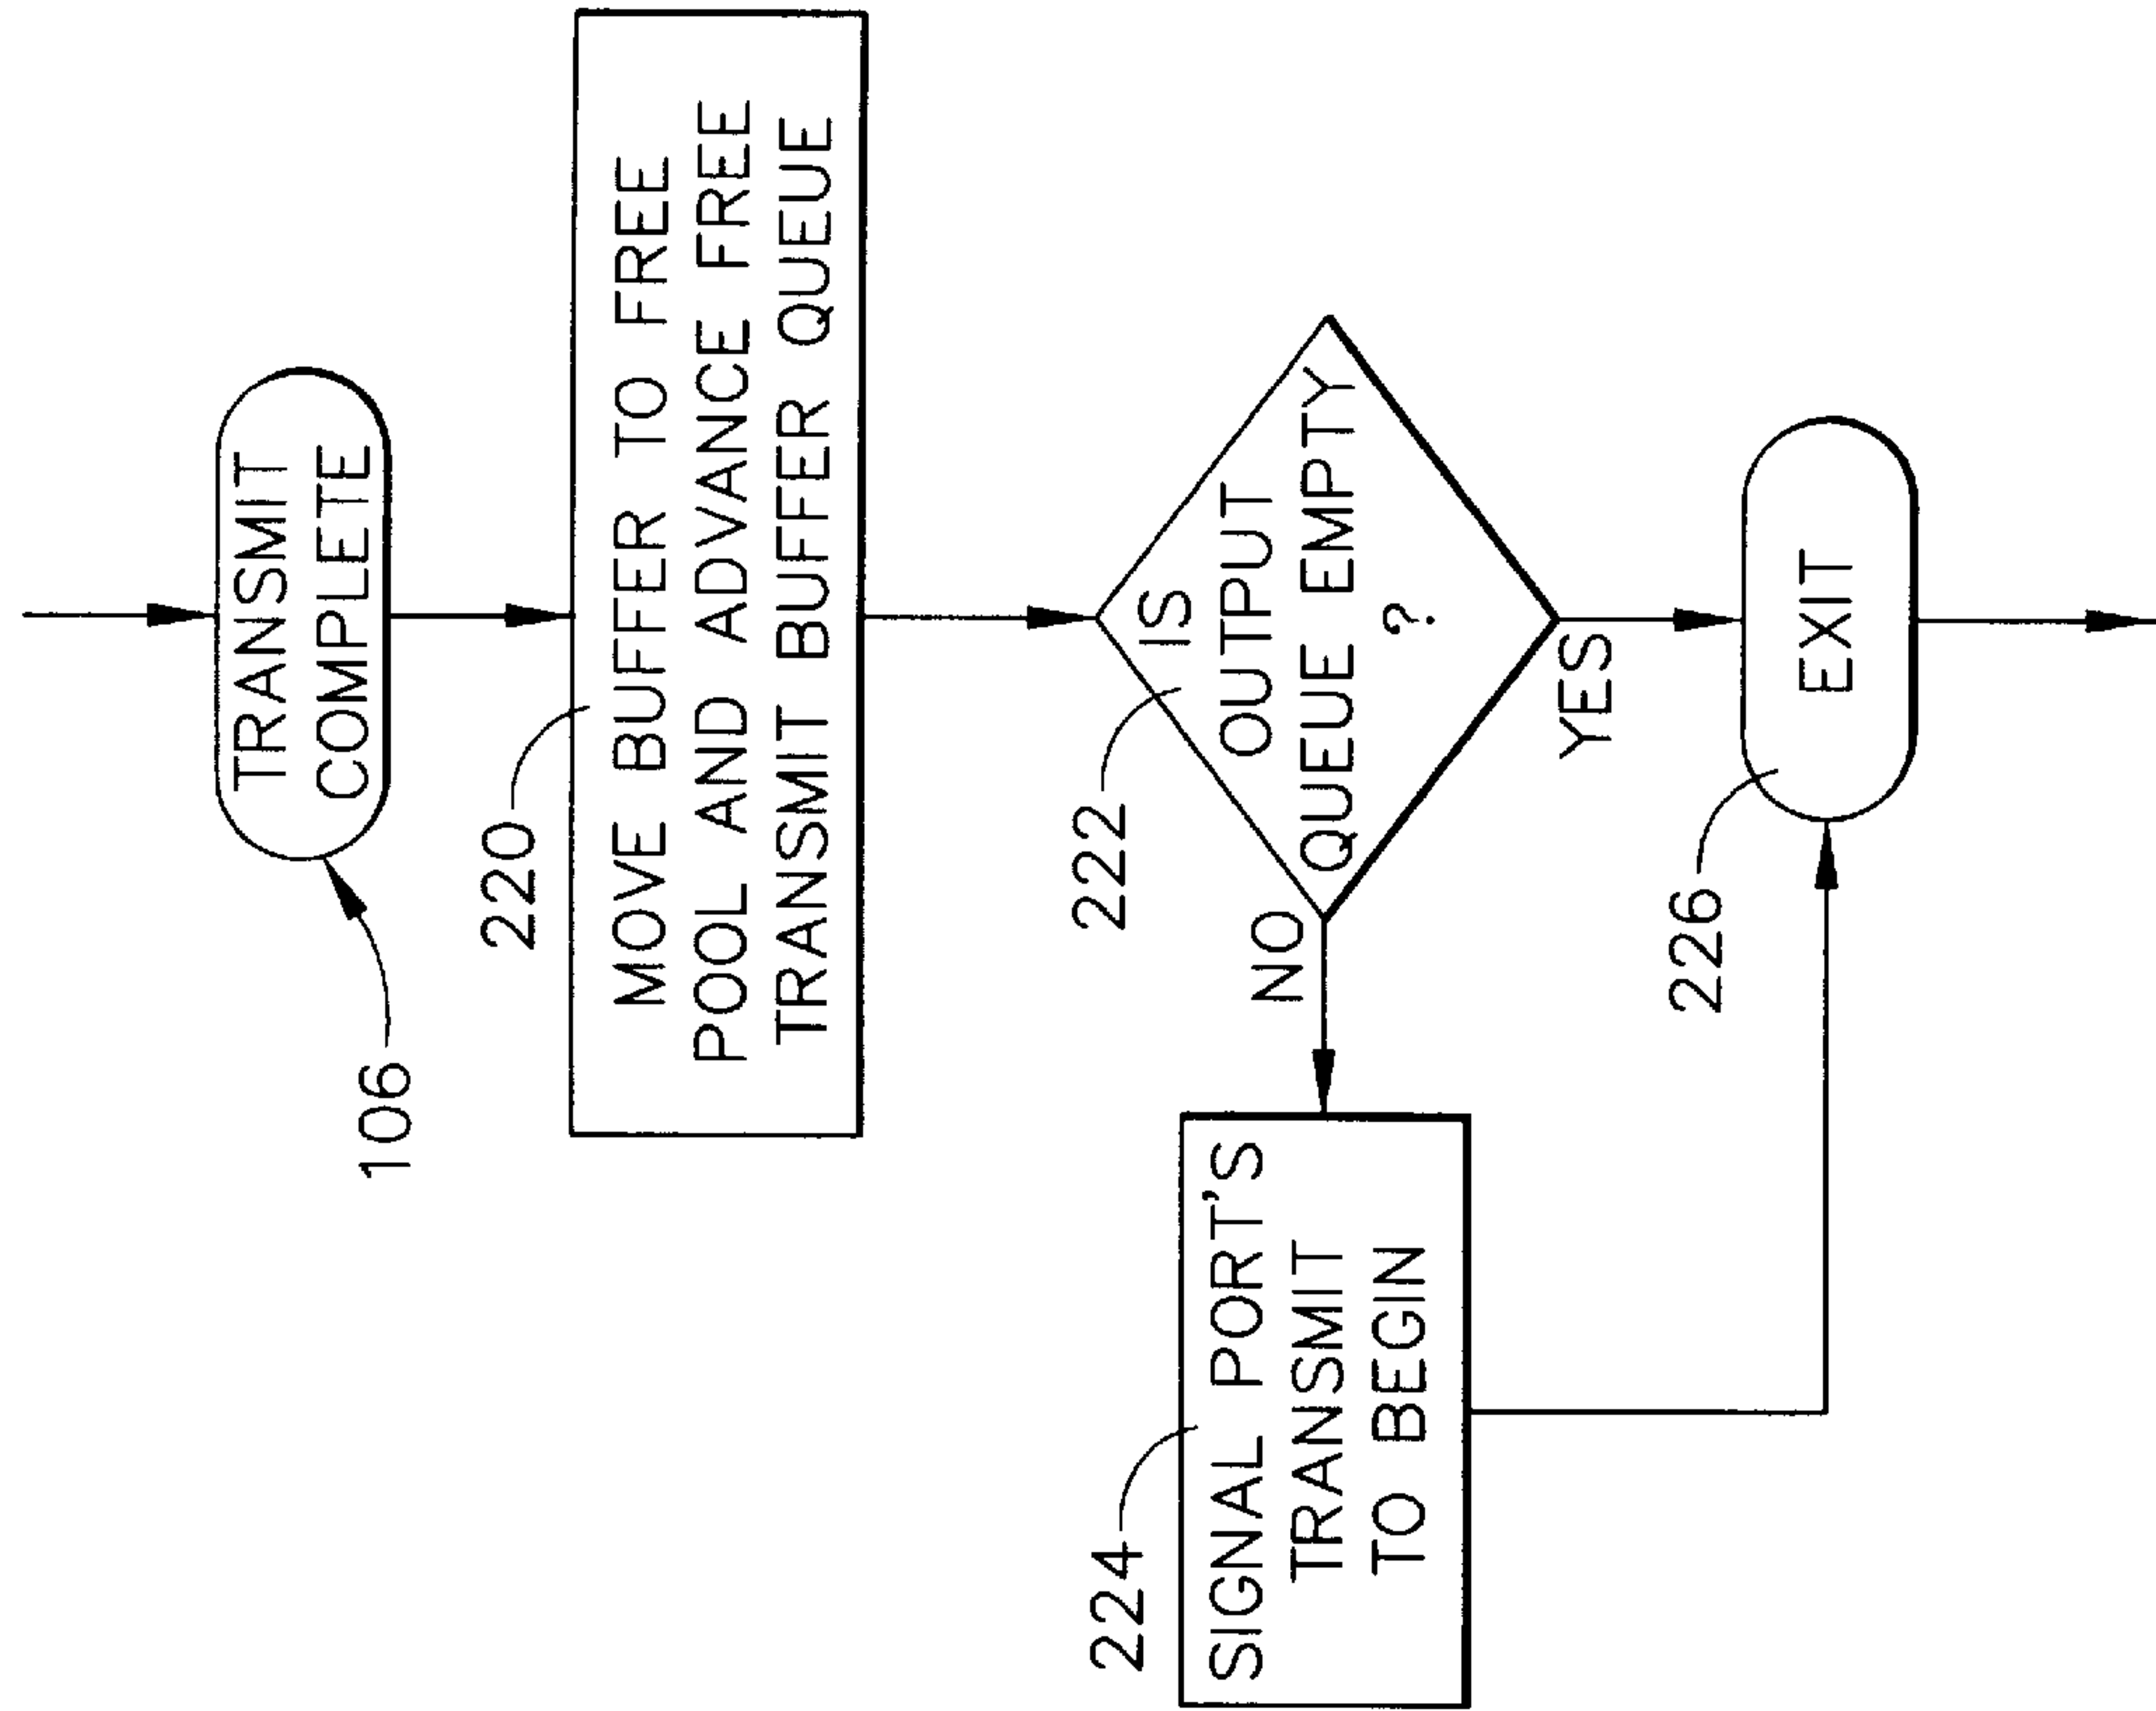 TRANSMIT
COMPLETE
106
220
MOVE BUFFER TO FREE
POOL AND ADVANCE FREE
TRANSMIT BUFFER QUEUE
222
IS
OUTPUT
QUEUE EMPTY
?
NO
YES
224
SIGNAL PORT'S
TRANSMIT
TO BEGIN
226
EXIT